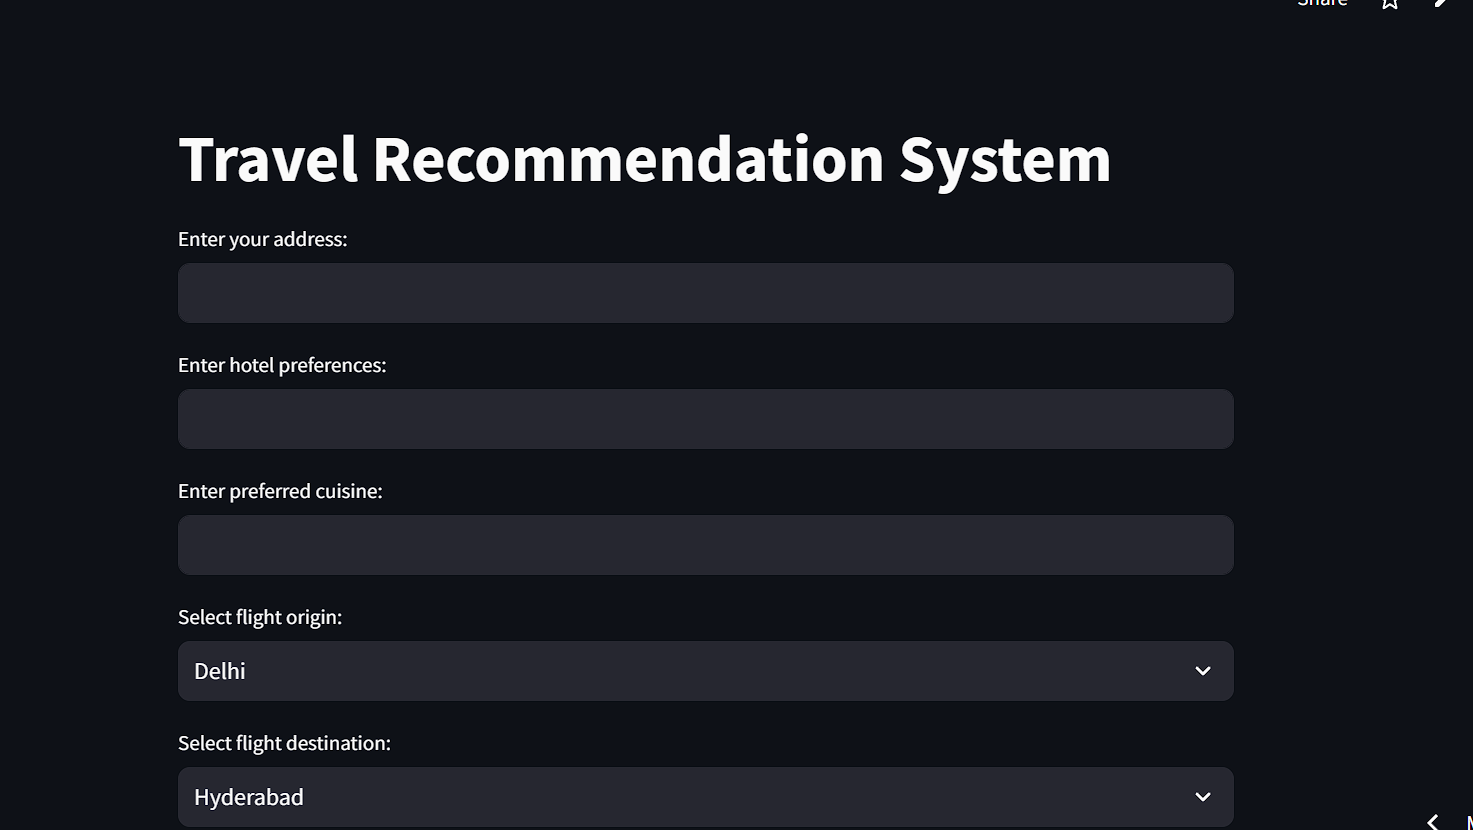 Share
Travel Recommendation System
Enter your address:
Enter hotel preferences:
Enter preferred cuisine:
Select flight origin:
Delhi
Select flight destination:
Hyderabad